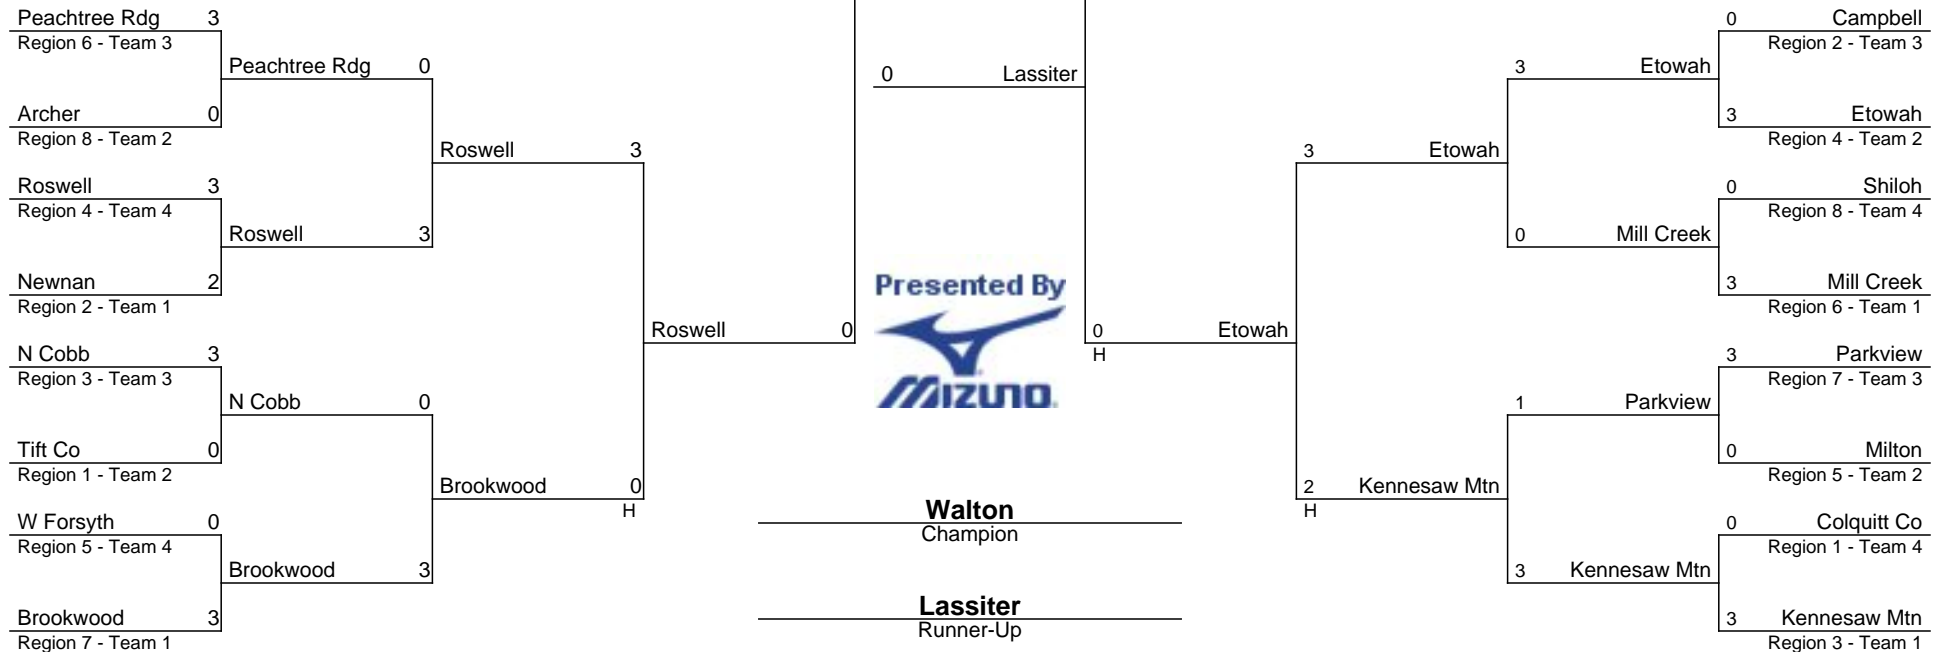 Peachtree Rdg 3
Region 6 - Team 3
Peachtree Rdg 0
Archer 0
Region 8 - Team 2
Roswell 3
Roswell 3
Region 4 - Team 4
Roswell 3
Newnan 2
Region 2 - Team 1
Roswell 0
N Cobb 3
Region 3 - Team 3
N Cobb 0
Tift Co 0
Region 1 - Team 2
Brookwood 0
H
W Forsyth 0
Region 5 - Team 4
Brookwood 3
Brookwood 3
Region 7 - Team 1
0 Lassiter
Presented By
MIZUNO
Walton
Champion
Lassiter
Runner-Up
0 Campbell
Region 2 - Team 3
3 Etowah
3 Etowah
Region 4 - Team 2
3 Etowah
0 Shiloh
Region 8 - Team 4
0 Mill Creek
3 Mill Creek
Region 6 - Team 1
0 Etowah
H
3 Parkview
Region 7 - Team 3
1 Parkview
0 Milton
Region 5 - Team 2
2 Kennesaw Mtn
H
0 Colquitt Co
Region 1 - Team 4
3 Kennesaw Mtn
3 Kennesaw Mtn
Region 3 - Team 1